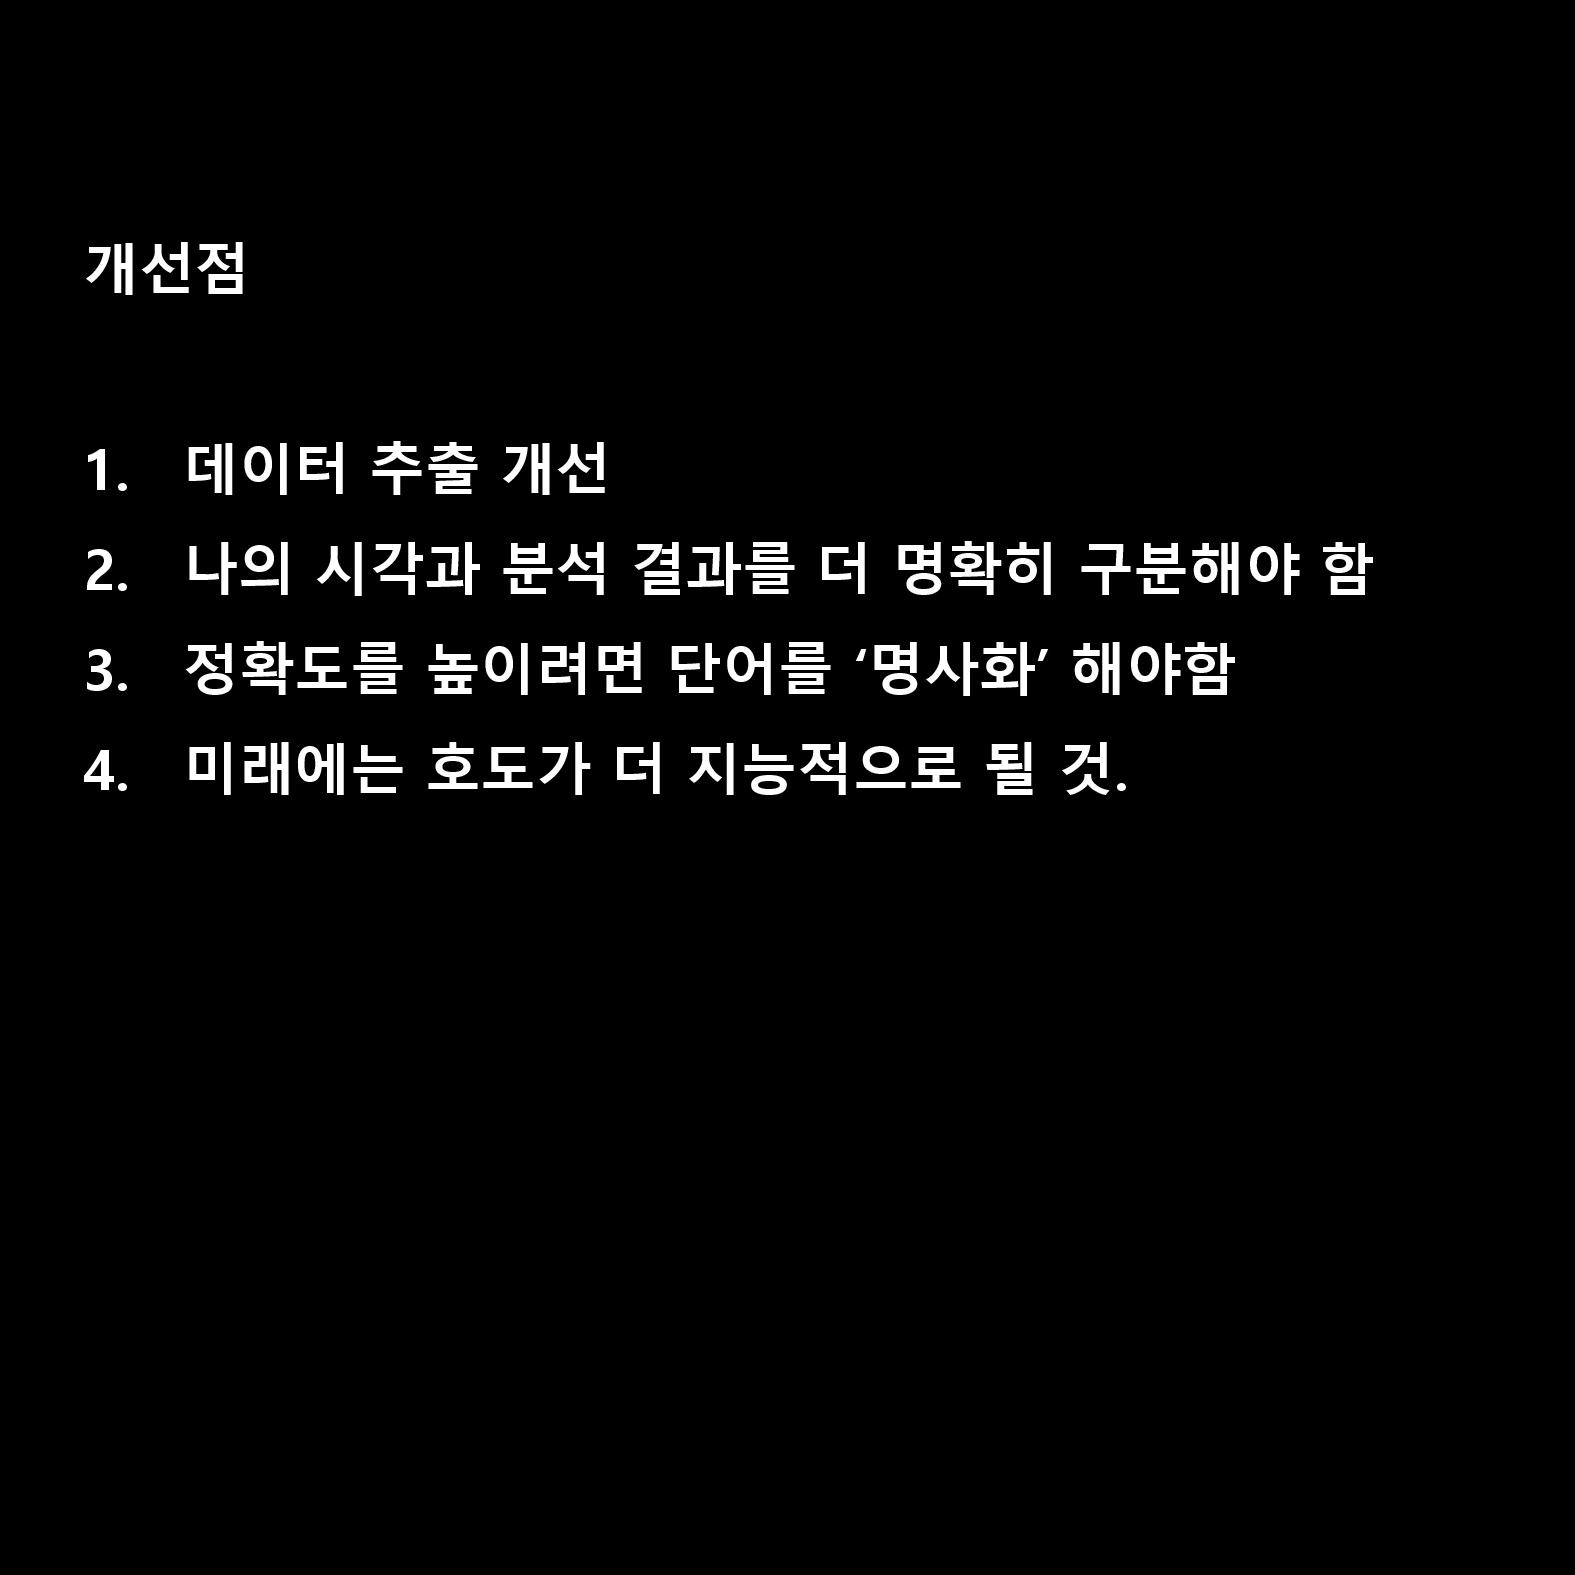 개선점
1. 데이터 추출 개선
2. 나의 시각과 분석 결과를 더 명확히 구분해야 함
3. 정확도를 높이려면 단어를 ‘명사화’ 해야함
4. 미래에는 호도가 더 지능적으로 될 것.